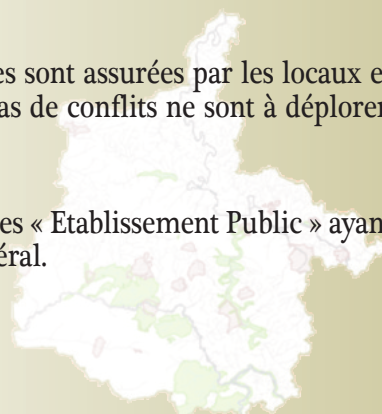 es sont assurées par les locaux e
as de conflits ne sont à déplorer
es « Etablissement Public » ayan
éral.